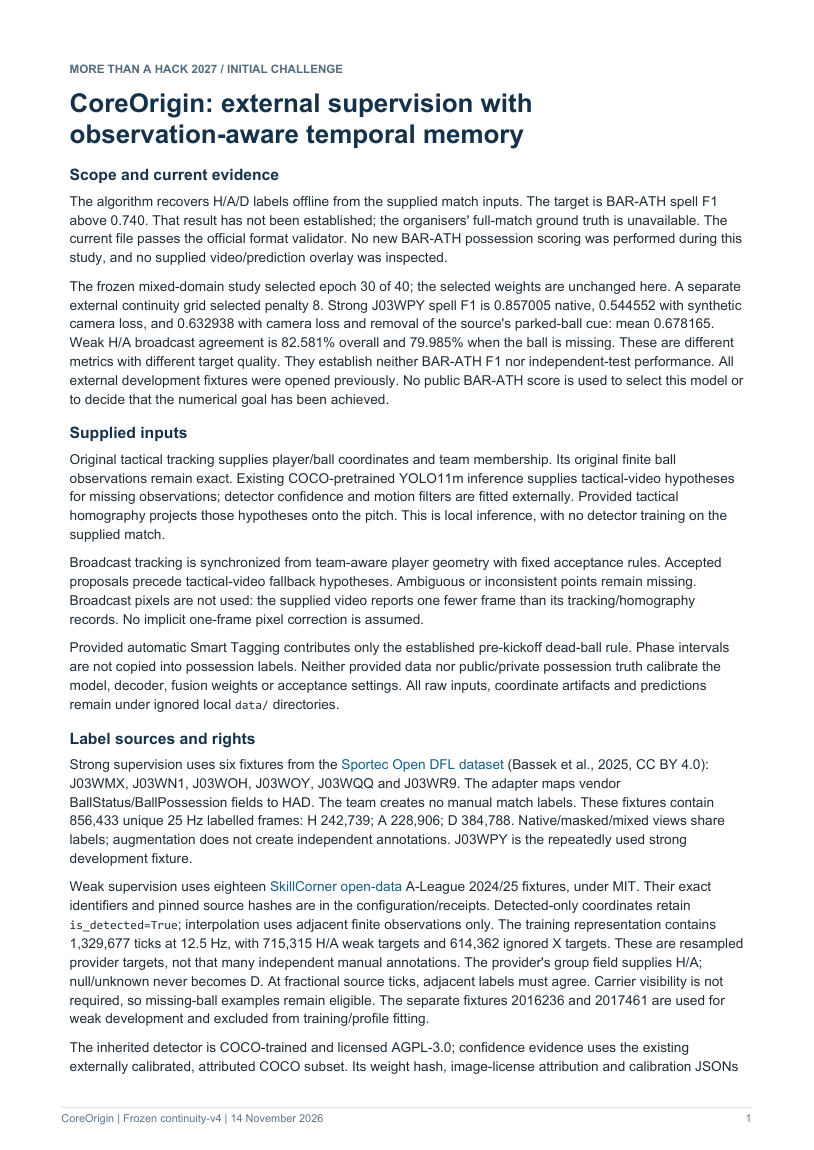 MORE THAN A HACK 2027 / INITIAL CHALLENGE
CoreOrigin: external supervision with
observation-aware temporal memory
Scope and current evidence
The algorithm recovers H/A/D labels offline from the supplied match inputs. The target is BAR-ATH spell F1
above 0.740. That result has not been established; the organisers' full-match ground truth is unavailable. The
current file passes the official format validator. No new BAR-ATH possession scoring was performed during this
study, and no supplied video/prediction overlay was inspected.
The frozen mixed-domain study selected epoch 30 of 40; the selected weights are unchanged here. A separate
external continuity grid selected penalty 8. Strong J03WPY spell F1 is 0.857005 native, 0.544552 with synthetic
camera loss, and 0.632938 with camera loss and removal of the source's parked-ball cue: mean 0.678165.
Weak H/A broadcast agreement is 82.581% overall and 79.985% when the ball is missing. These are different
metrics with different target quality. They establish neither BAR-ATH F1 nor independent-test performance. All
external development fixtures were opened previously. No public BAR-ATH score is used to select this model or
to decide that the numerical goal has been achieved.
Supplied inputs
Original tactical tracking supplies player/ball coordinates and team membership. Its original finite ball
observations remain exact. Existing COCO-pretrained YOLO11m inference supplies tactical-video hypotheses
for missing observations; detector confidence and motion filters are fitted externally. Provided tactical
homography projects those hypotheses onto the pitch. This is local inference, with no detector training on the
supplied match.
Broadcast tracking is synchronized from team-aware player geometry with fixed acceptance rules. Accepted
proposals precede tactical-video fallback hypotheses. Ambiguous or inconsistent points remain missing.
Broadcast pixels are not used: the supplied video reports one fewer frame than its tracking/homography
records. No implicit one-frame pixel correction is assumed.
Provided automatic Smart Tagging contributes only the established pre-kickoff dead-ball rule. Phase intervals
are not copied into possession labels. Neither provided data nor public/private possession truth calibrate the
model, decoder, fusion weights or acceptance settings. All raw inputs, coordinate artifacts and predictions
remain under ignored local data/ directories.
Label sources and rights
Strong supervision uses six fixtures from the Sportec Open DFL dataset (Bassek et al., 2025, CC BY 4.0):
J03WMX, J03WN1, J03WOH, J03WOY, J03WQQ and J03WR9. The adapter maps vendor
BallStatus/BallPossession fields to HAD. The team creates no manual match labels. These fixtures contain
856,433 unique 25 Hz labelled frames: H 242,739; A 228,906; D 384,788. Native/masked/mixed views share
labels; augmentation does not create independent annotations. J03WPY is the repeatedly used strong
development fixture.
Weak supervision uses eighteen SkillCorner open-data A-League 2024/25 fixtures, under MIT. Their exact
identifiers and pinned source hashes are in the configuration/receipts. Detected-only coordinates retain
is_detected=True; interpolation uses adjacent finite observations only. The training representation contains
1,329,677 ticks at 12.5 Hz, with 715,315 H/A weak targets and 614,362 ignored X targets. These are resampled
provider targets, not that many independent manual annotations. The provider's group field supplies H/A;
null/unknown never becomes D. At fractional source ticks, adjacent labels must agree. Carrier visibility is not
required, so missing-ball examples remain eligible. The separate fixtures 2016236 and 2017461 are used for
weak development and excluded from training/profile fitting.
The inherited detector is COCO-trained and licensed AGPL-3.0; confidence evidence uses the existing
externally calibrated, attributed COCO subset. Its weight hash, image-license attribution and calibration JSONs
CoreOrigin | Frozen continuity-v4 | 14 November 2026
1